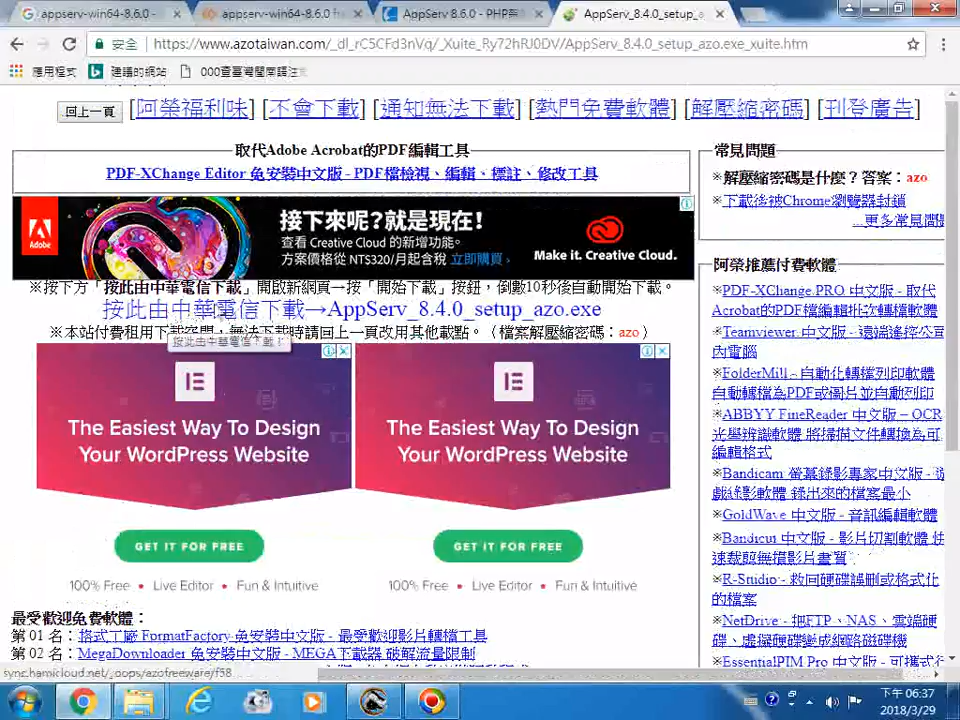 appserv-win64-8.6.0 -
appserv-win64-8.6.0 f
AppServ 8.6.0 - PHP
AppServ_8.4.0_setup_az
安全
https://www.azotaiwan.com/_dl_rC5CFd3nVq/_Xuite_Ry72hRJ0DV/AppServ_8.4.0_setup_azo.exe_xuite.htm
應用程式
建議的網站
回上一頁
[阿榮福利味] [不會下載] [通知無法下載] [熱門免費軟體] [解壓縮密碼] [刊登廣告]
取代Adobe Acrobat的PDF編輯工具
PDF-XChange Editor 免安裝中文版 - PDF檔檢視、編輯、標註、修改工具
Adobe
接下來呢？就是現在！
查看 Creative Cloud 的新增功能。
方案價格從 NT$320/月起含稅 立即購買 ›
Make it. Creative Cloud.
※按下方「按此由中華電信下載」開啟新網頁→按「開始下載」按鈕，倒數10秒後自動開始下載。
按此由中華電信下載→AppServ_8.4.0_setup_azo.exe
※本站付費租用下載空間，無法下載時請回上一頁改用其他載點。（檔案解壓縮密碼：azo ）
按此由中華電信下載！
The Easiest Way To Design
Your WordPress Website
GET IT FOR FREE
100% Free • Live Editor • Fun & Intuitive
The Easiest Way To Design
Your WordPress Website
GET IT FOR FREE
100% Free • Live Editor • Fun & Intuitive
最受歡迎免費軟體：
第 01 名：格式工廠 FormatFactory 免安裝中文版 - 最受歡迎影片轉檔工具
第 02 名：MegaDownloader 免安裝中文版 - MEGA下載器 破解流量限制
常見問題
※解壓縮密碼是什麼？答案：azo
※下載後被Chrome瀏覽器封鎖
...更多常見問題
阿榮推薦付費軟體
※PDF-XChange.PRO 中文版 - 取代
Acrobat的PDF檔編輯批次轉檔軟體
※Teamviewer 中文版 - 遠端遙控公司
內電腦
※FolderMill - 自動化轉檔列印軟體
自動轉檔為PDF或圖片並自動列印
※ABBYY FineReader 中文版 – OCR
光學辨識軟體 將掃描文件轉換為可
編輯格式
※Bandicam 螢幕錄影專家中文版 - 遊
戲錄影軟體 錄出來的檔案最小
※GoldWave 中文版 - 音訊編輯軟體
※Bandicut 中文版 - 影片切割軟體 快
速裁剪無損影片畫質
※R-Studio - 救回硬碟誤刪或格式化
的檔案
※NetDrive - 把FTP、NAS、雲端硬
碟、虛擬硬碟變成網路磁碟機
※EssentialPIM Pro 中文版 - 可攜式行
sync.hamicloud.net/_oops/azofreeware/f58
下午 06:37
2018/3/29